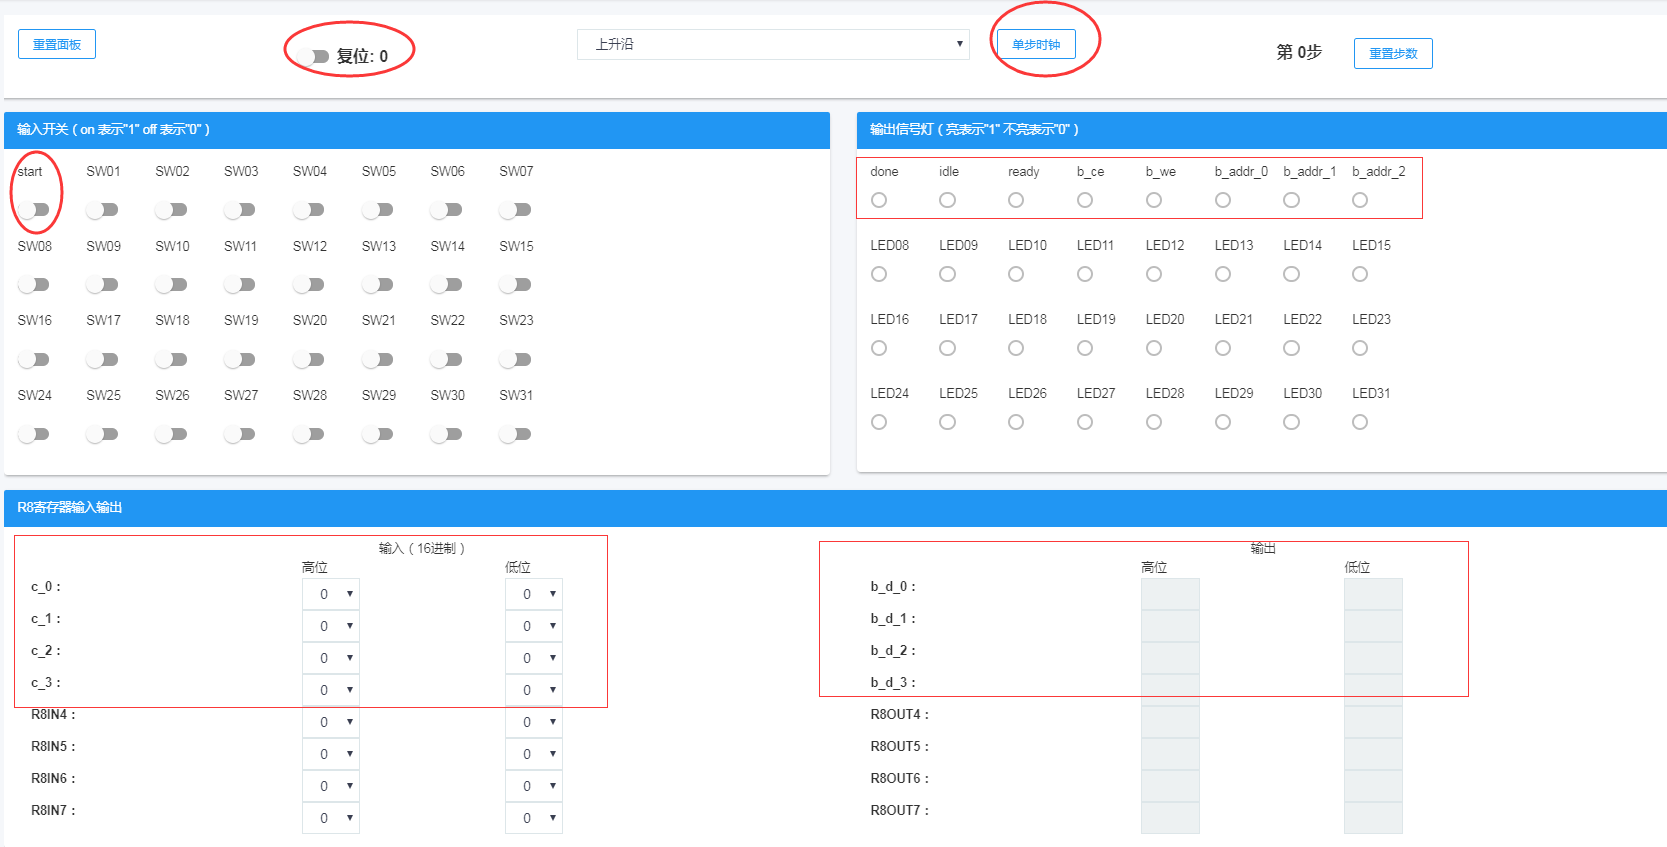 重置面板 复位: 0 上升沿 单步时钟 第 0步 重置步数
输入开关 ( on 表示"1" off 表示"0" )
start SW01 SW02 SW03 SW04 SW05 SW06 SW07
SW08 SW09 SW10 SW11 SW12 SW13 SW14 SW15
SW16 SW17 SW18 SW19 SW20 SW21 SW22 SW23
SW24 SW25 SW26 SW27 SW28 SW29 SW30 SW31
输出信号灯 ( 亮表示"1" 不亮表示"0" )
done idle ready b_ce b_we b_addr_0 b_addr_1 b_addr_2
LED08 LED09 LED10 LED11 LED12 LED13 LED14 LED15
LED16 LED17 LED18 LED19 LED20 LED21 LED22 LED23
LED24 LED25 LED26 LED27 LED28 LED29 LED30 LED31
R8寄存器输入输出
输入 ( 16进制 )
高位 低位
c_0 : 0 0
c_1 : 0 0
c_2 : 0 0
c_3 : 0 0
R8IN4 : 0 0
R8IN5 : 0 0
R8IN6 : 0 0
R8IN7 : 0 0
输出
高位 低位
b_d_0 :
b_d_1 :
b_d_2 :
b_d_3 :
R8OUT4 :
R8OUT5 :
R8OUT6 :
R8OUT7 :